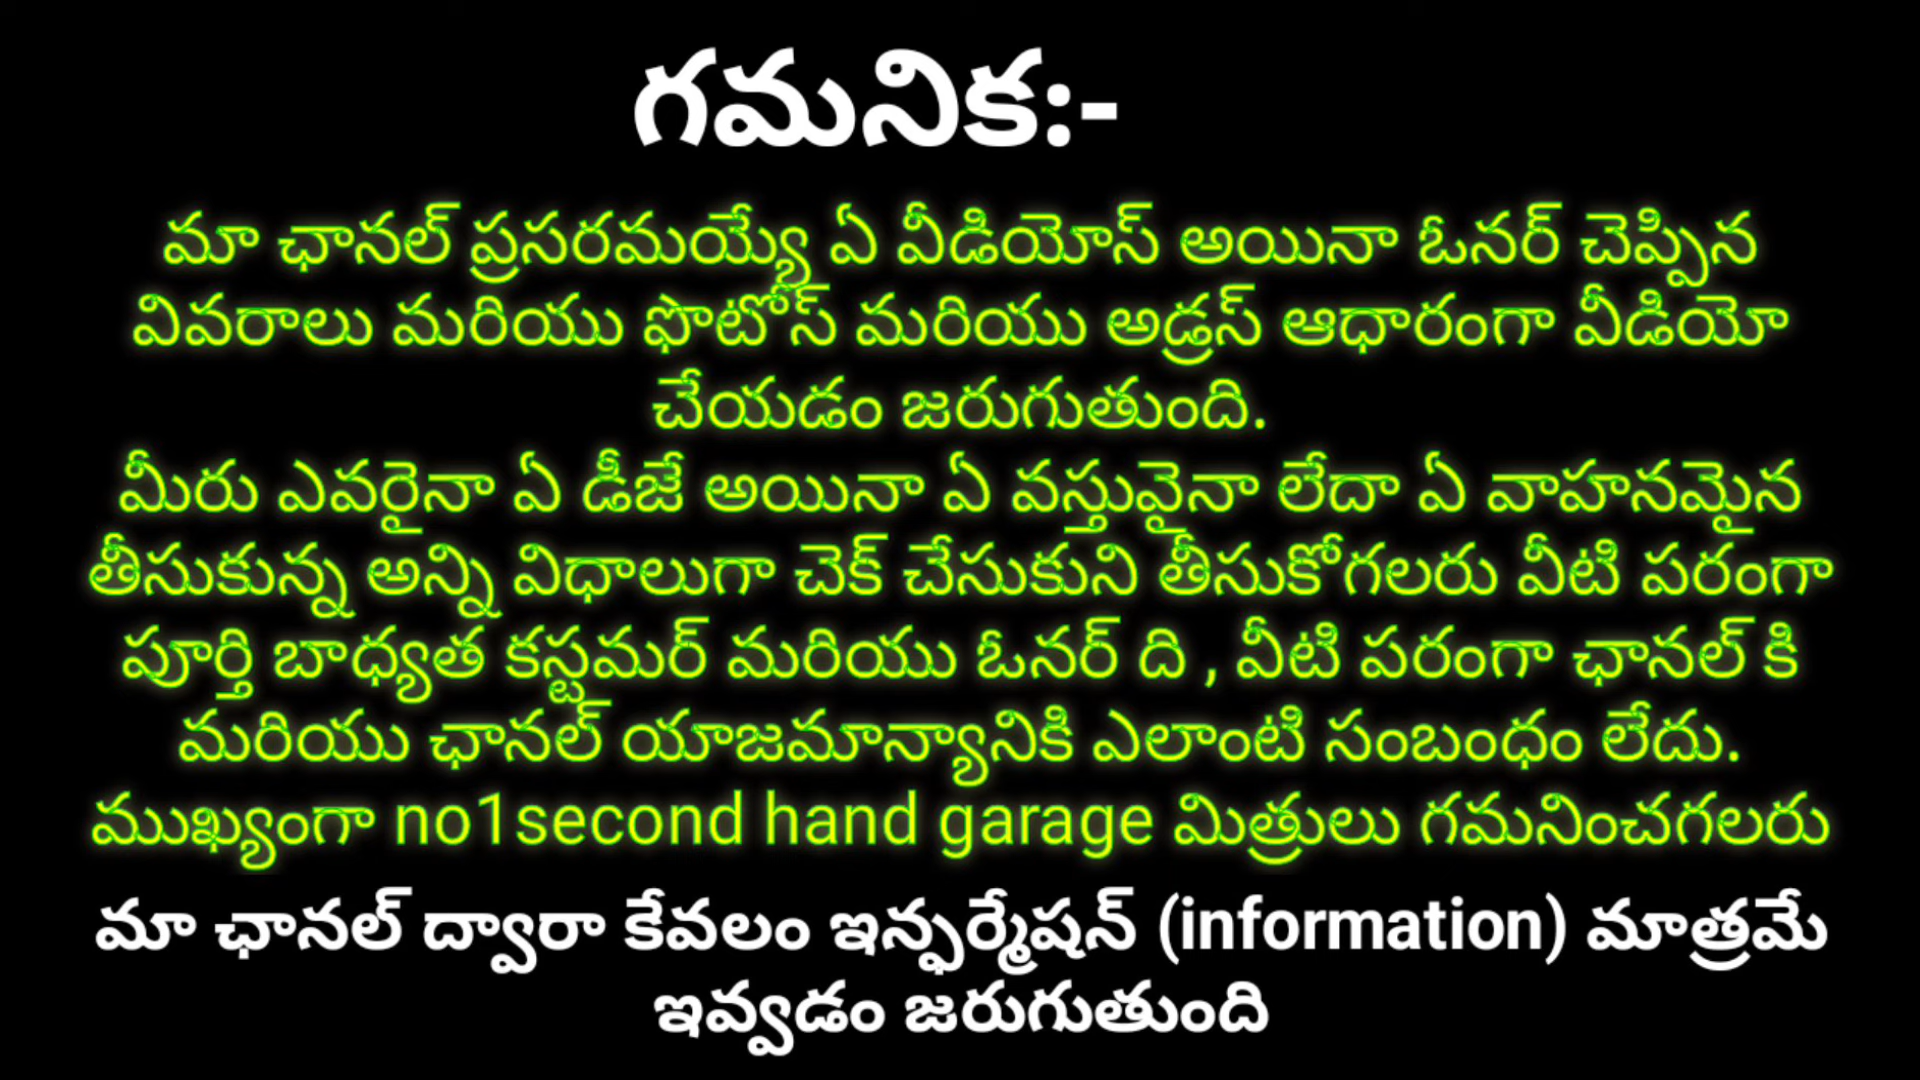 గమనిక:-
మా ఛానల్ ప్రసరమయ్యే ఏ వీడియోస్ అయినా ఓనర్ చెప్పిన
వివరాలు మరియు ఫొటోస్ మరియు అడ్రస్ ఆధారంగా వీడియో
చేయడం జరుగుతుంది.
మీరు ఎవరైనా ఏ డీజే అయినా ఏ వస్తువైనా లేదా ఏ వాహనమైన
తీసుకున్న అన్ని విధాలుగా చెక్ చేసుకుని తీసుకోగలరు వీటి పరంగా
పూర్తి బాధ్యత కస్టమర్ మరియు ఓనర్ ది , వీటి పరంగా ఛానల్ కి
మరియు ఛానల్ యాజమాన్యానికి ఎలాంటి సంబంధం లేదు.
ముఖ్యంగా no1second hand garage మిత్రులు గమనించగలరు
మా ఛానల్ ద్వారా కేవలం ఇన్ఫర్మేషన్ (information) మాత్రమే
ఇవ్వడం జరుగుతుంది